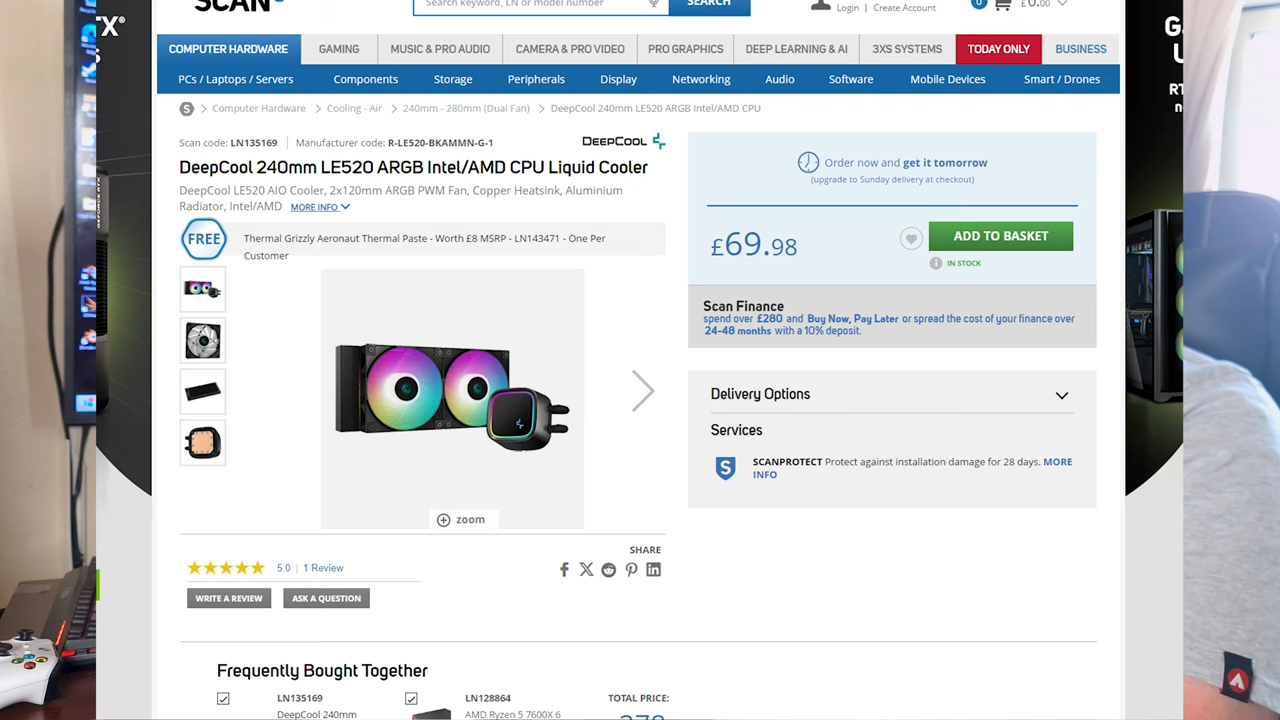 SCAN
Search keyword, LN or model number
SEARCH
Login | Create Account
0
£0.00
TX®
COMPUTER HARDWARE
GAMING
MUSIC & PRO AUDIO
CAMERA & PRO VIDEO
PRO GRAPHICS
DEEP LEARNING & AI
3XS SYSTEMS
TODAY ONLY
BUSINESS
PCs / Laptops / Servers
Components
Storage
Peripherals
Display
Networking
Audio
Software
Mobile Devices
Smart / Drones
S > Computer Hardware > Cooling - Air > 240mm - 280mm (Dual Fan) > DeepCool 240mm LE520 ARGB Intel/AMD CPU
Scan code: LN135169 | Manufacturer code: R-LE520-BKAMMN-G-1
DEEPCOOL
DeepCool 240mm LE520 ARGB Intel/AMD CPU Liquid Cooler
DeepCool LE520 AIO Cooler, 2x120mm ARGB PWM Fan, Copper Heatsink, Aluminium
Radiator, Intel/AMD MORE INFO
FREE
Thermal Grizzly Aeronaut Thermal Paste - Worth £8 MSRP - LN143471 - One Per
Customer
zoom
Order now and get it tomorrow
(upgrade to Sunday delivery at checkout)
£69.98
ADD TO BASKET
IN STOCK
Scan Finance
spend over £280 and Buy Now, Pay Later or spread the cost of your finance over
24-48 months with a 10% deposit.
Delivery Options
Services
SCANPROTECT Protect against installation damage for 28 days. MORE
INFO
SHARE
5.0 | 1 Review
WRITE A REVIEW
ASK A QUESTION
Frequently Bought Together
LN135169
DeepCool 240mm
LN128864
AMD Ryzen 5 7600X 6
TOTAL PRICE:
GEFORCE RTX
RT